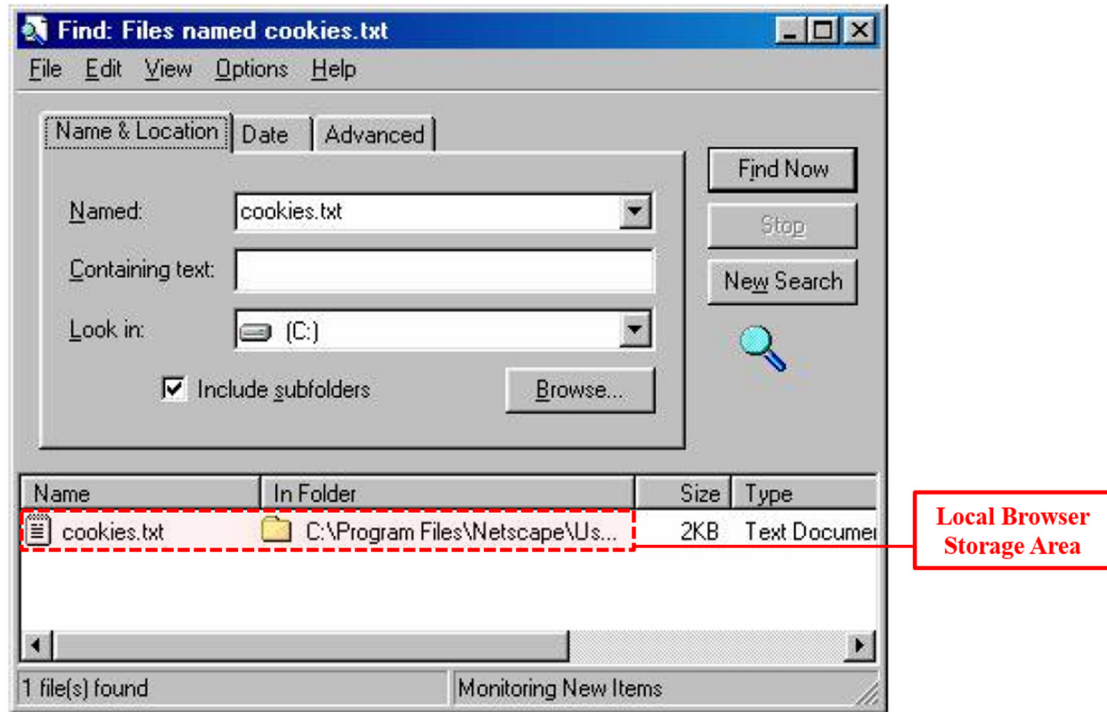 Find: Files named cookies.txt
File Edit View Options Help
Name & Location Date Advanced
Find Now
Named: cookies.txt
Stop
Containing text:
New Search
Look in: (C:)
Include subfolders Browse...
Name In Folder Size Type
cookies.txt C:\Program Files\Netscape\Us... 2KB Text Documer
Local Browser
Storage Area
1 file(s) found Monitoring New Items